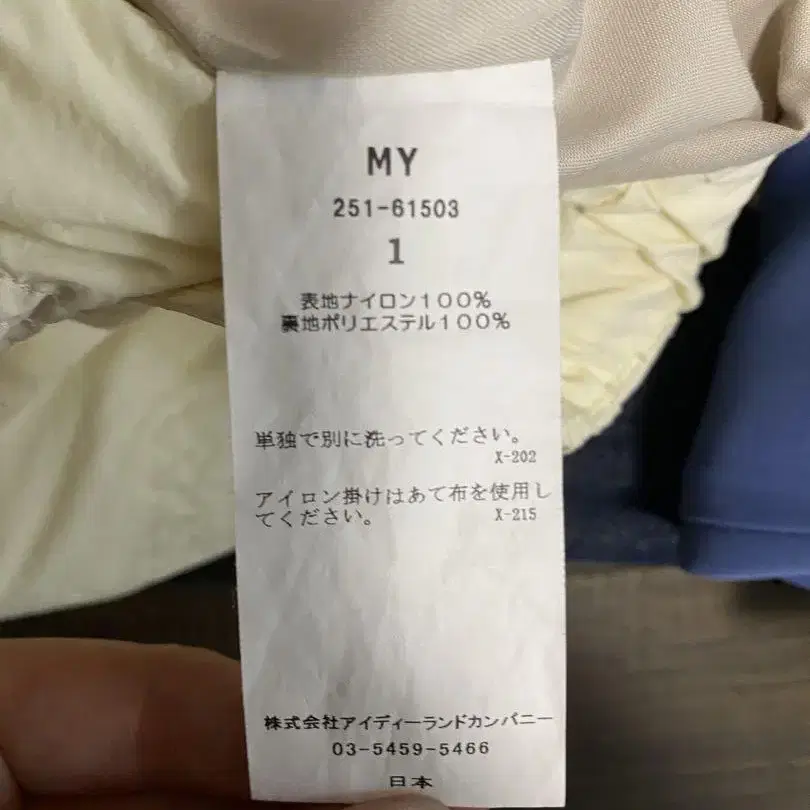 MY
251-61503
1
表地ナイロン100%
裏地ポリエステル100%
単独で別に洗ってください。
X-202
アイロン掛けはあて布を使用し
てください。 X-215
株式会社アイディーランドカンパニー
03-5459-5466
日本